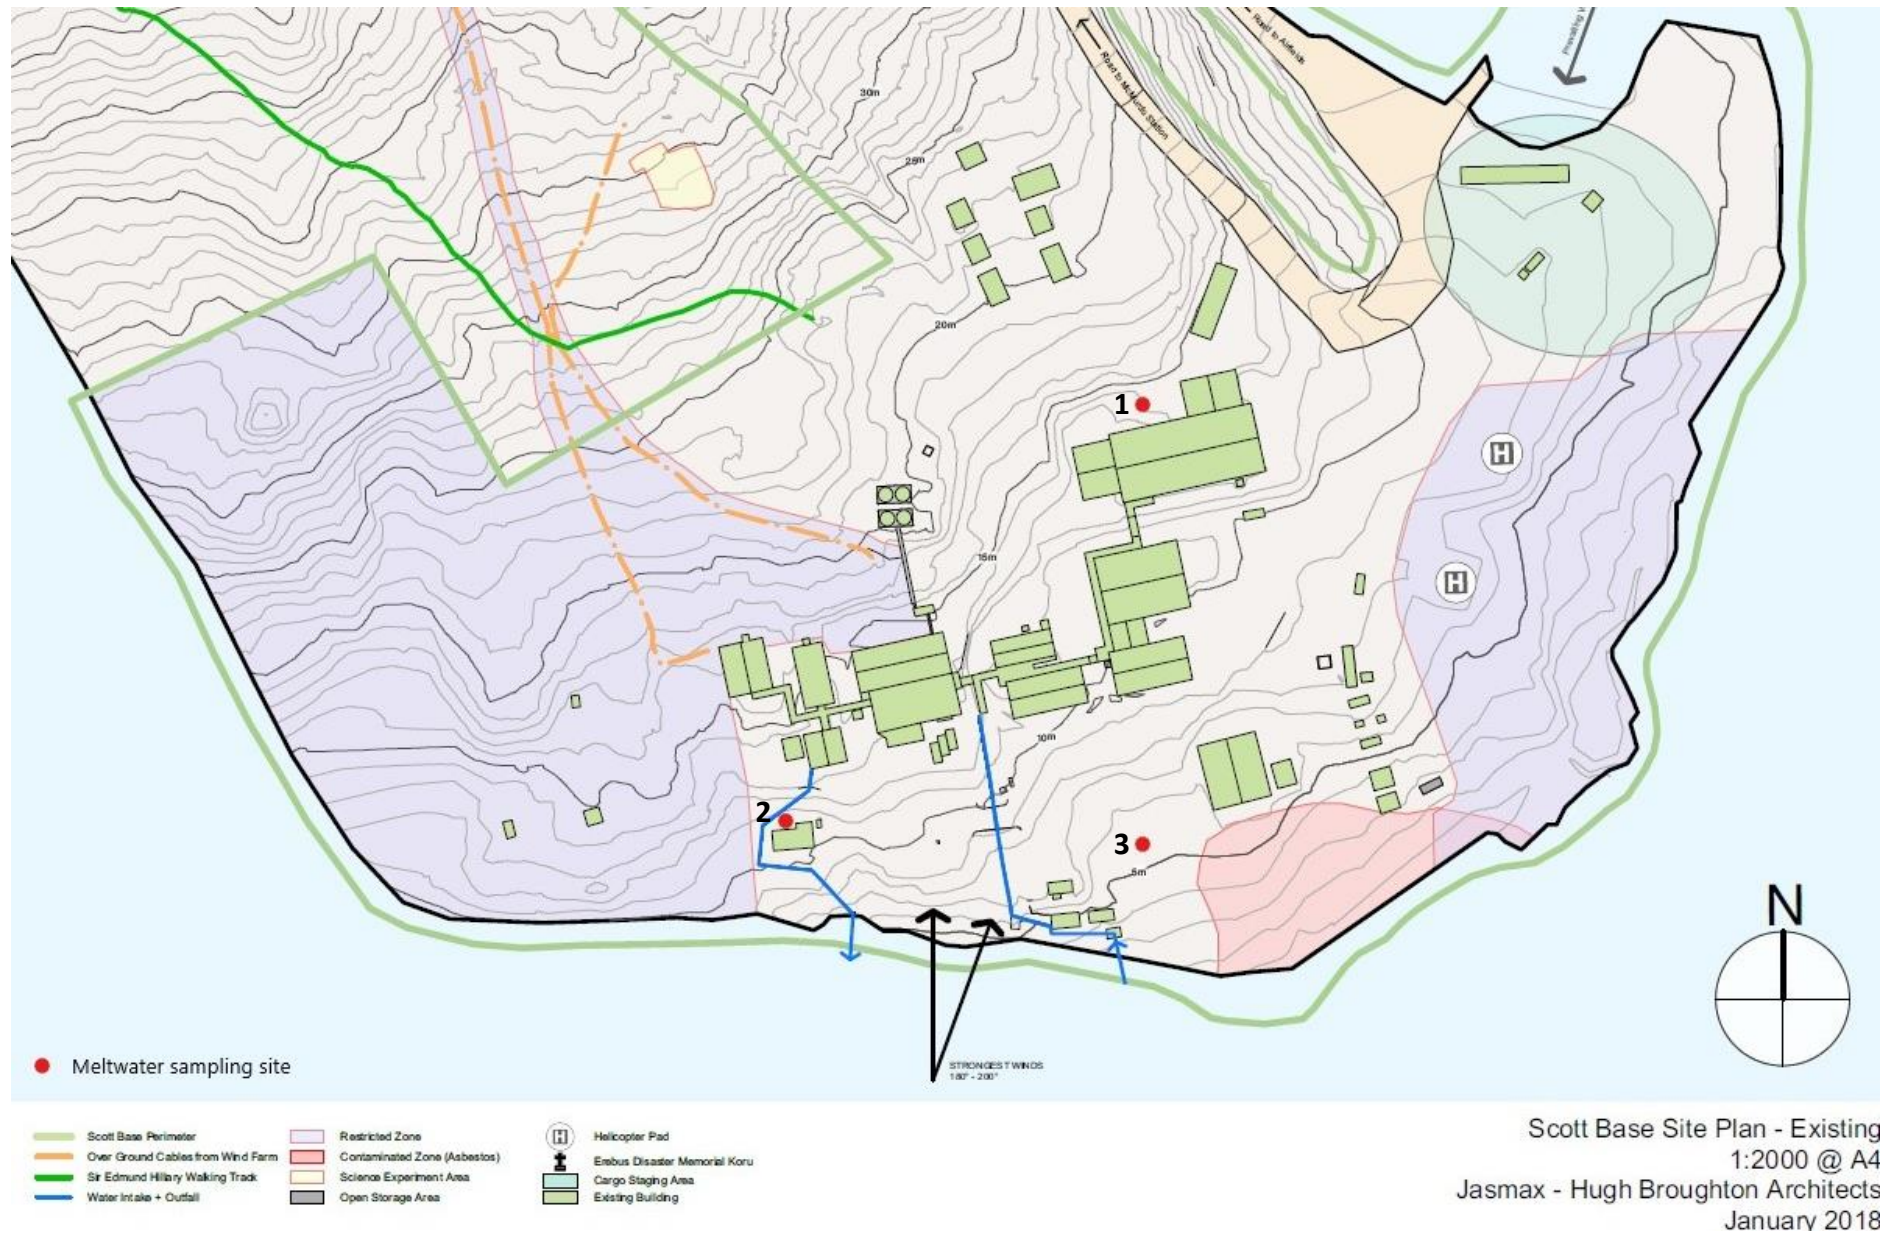 Road to Airfields
Road to McMurdo Station
30m
25m
20m
1
H
15m
H
10m
2
3
5m
N
Meltwater sampling site
STRONGEST WINDS
180° - 200°
Scott Base Perimeter
Over Ground Cables from Wind Farm
Sir Edmund Hillary Walking Track
Water Intake + Outfall
Restricted Zone
Contaminated Zone (Asbestos)
Science Experiment Area
Open Storage Area
H
Helicopter Pad
Erebus Disaster Memorial Koru
Cargo Staging Area
Existing Building
Scott Base Site Plan - Existing
1:2000 @ A4
Jasmax - Hugh Broughton Architects
January 2018